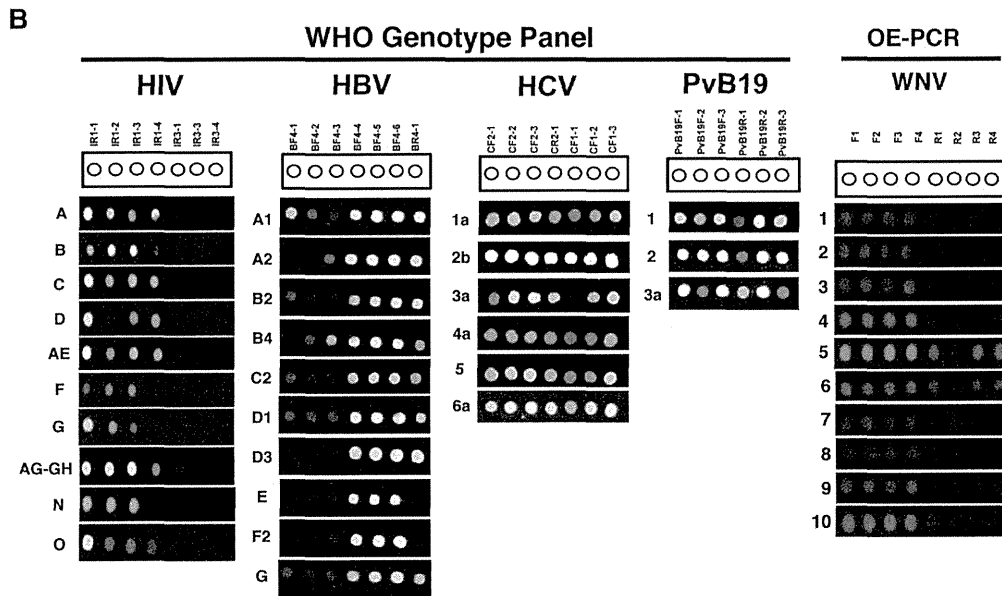 B
WHO Genotype Panel
OE-PCR
HIV
HBV
HCV
PvB19
WNV
IR1-1 IR1-2 IR1-3 IR1-4 IR3-1 IR3-3 IR3-4
BF4-1 BF4-2 BF4-3 BF4-4 BF4-5 BF4-6 BR4-1
CF2-1 CF2-2 CF2-3 CR2-1 CF1-1 CF1-2 CF1-3
PvB19F-1 PvB19F-2 PvB19F-3 PvB19R-1 PvB19R-2 PvB19R-3
F1 F2 F3 F4 R1 R2 R3 R4
A
B
C
D
AE
F
G
AG-GH
N
O
A1
A2
B2
B4
C2
D1
D3
E
F2
G
1a
2b
3a
4a
5
6a
1
2
3a
1
2
3
4
5
6
7
8
9
10